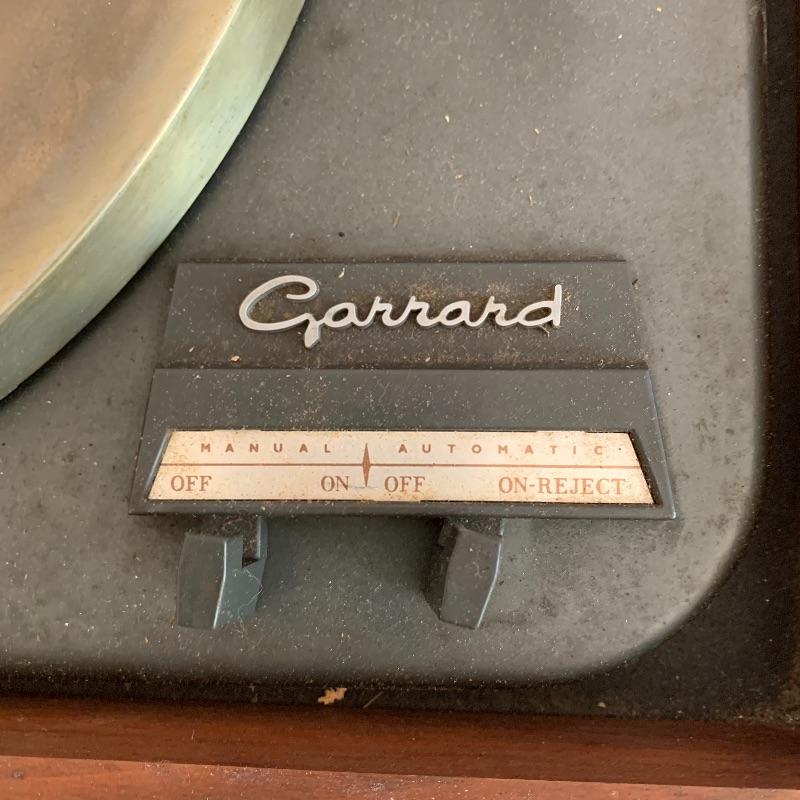 Garrard
MANUAL AUTOMATIC
OFF ON OFF ON-REJECT